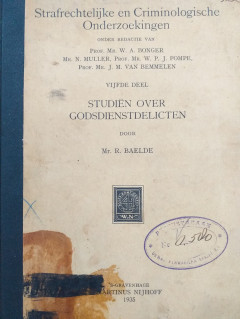 Strafrechtelijke en Criminologische
Onderzoekingen
ONDER REDACTIE VAN
PROF. MR. W. A. BONGER
MR. N. MULLER, PROF. MR. W. P. J. POMPE,
PROF. MR. J. M. VAN BEMMELEN
VIJFDE DEEL
STUDIËN OVER
GODSDIENSTDELICTEN
DOOR
MR. R. BAELDE
'S-GRAVENHAGE
MARTINUS NIJHOFF
1935